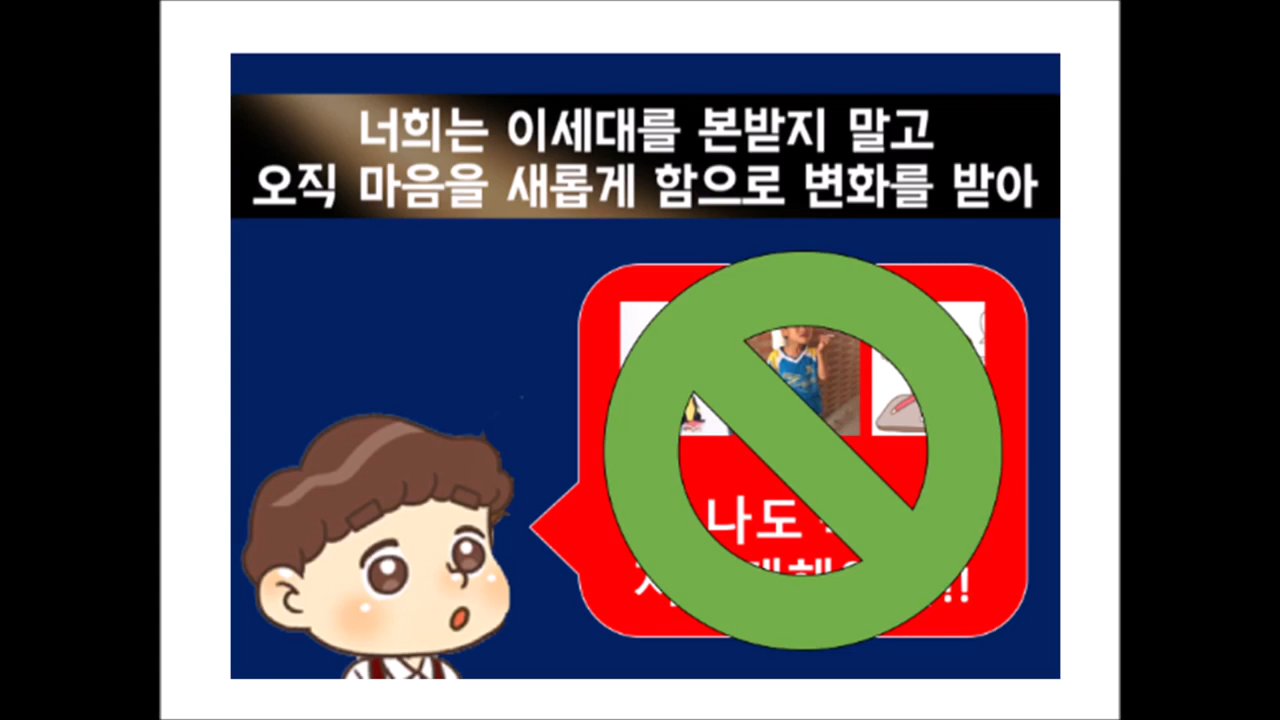 너희는 이세대를 본받지 말고
오직 마음을 새롭게 함으로 변화를 받아
나도